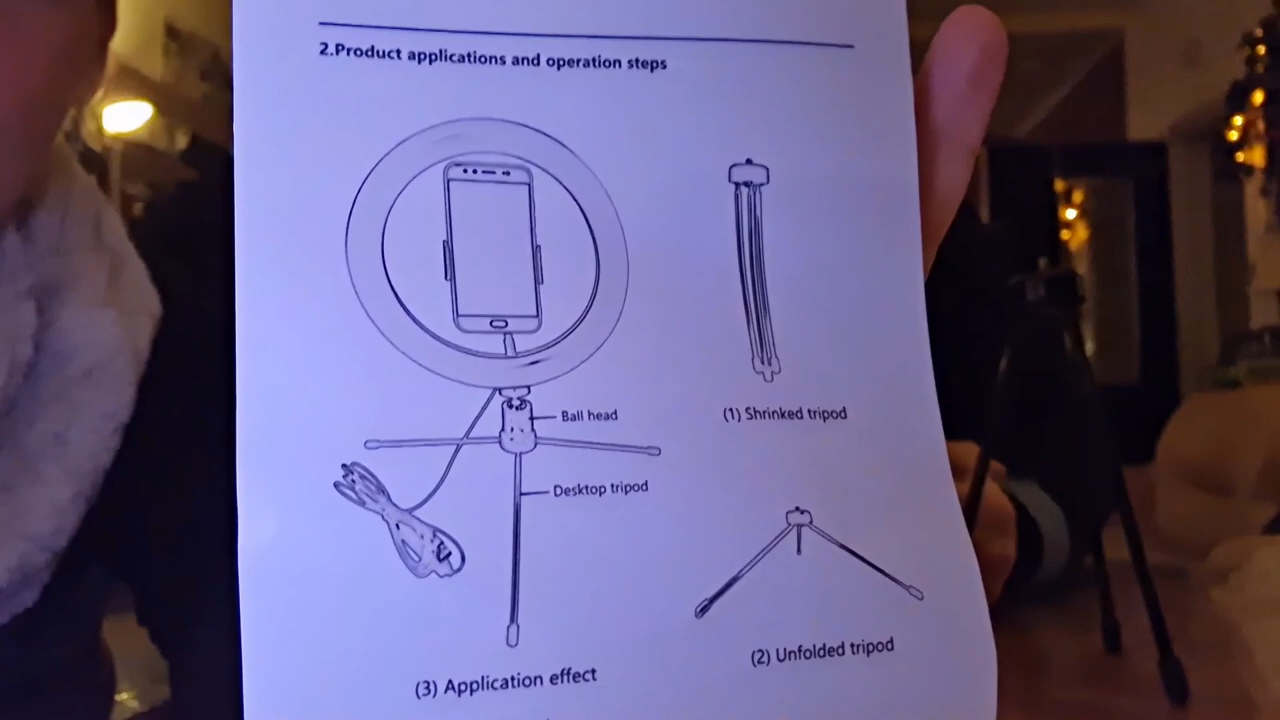 2.Product applications and operation steps
Ball head
Desktop tripod
(3) Application effect
(1) Shrinked tripod
(2) Unfolded tripod